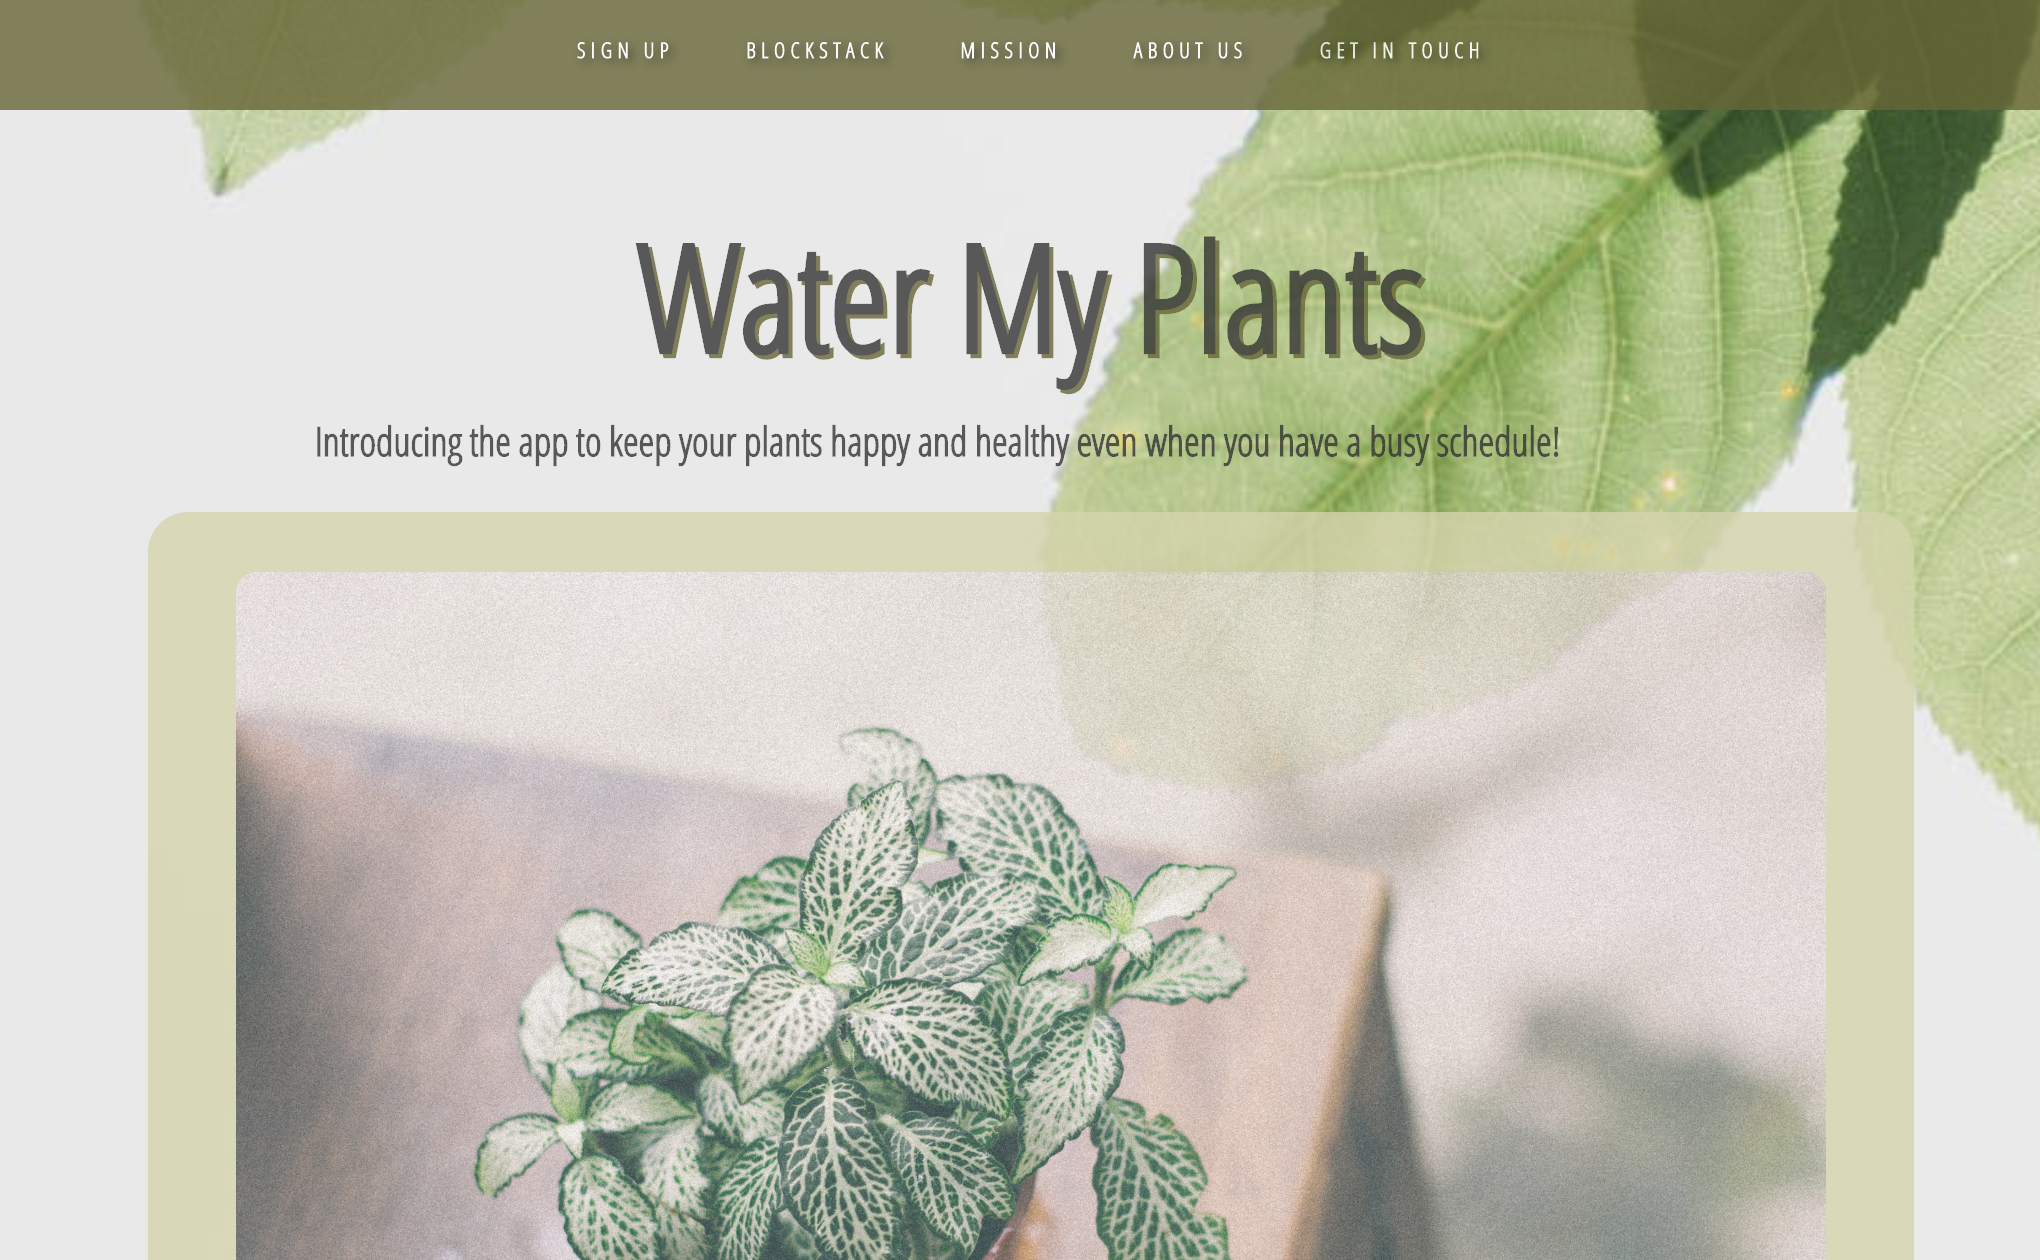 SIGN UP BLOCKSTACK MISSION ABOUT US GET IN TOUCH
Water My Plants
Introducing the app to keep your plants happy and healthy even when you have a busy schedule!